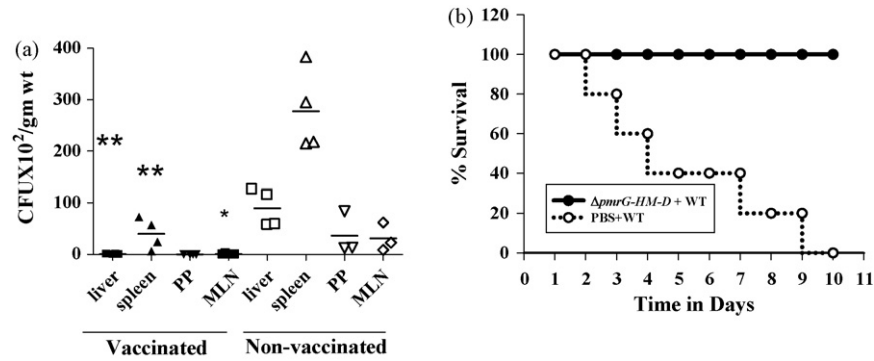 (a)
CFUX10²/gm wt
400
300
200
100
0
**
**
*
liver
spleen
PP
MLN
liver
spleen
PP
MLN
Vaccinated
Non-vaccinated
(b)
% Survival
120
100
80
60
40
20
0
ΔpmrG-HM-D + WT
PBS+WT
0 1 2 3 4 5 6 7 8 9 10 11
Time in Days